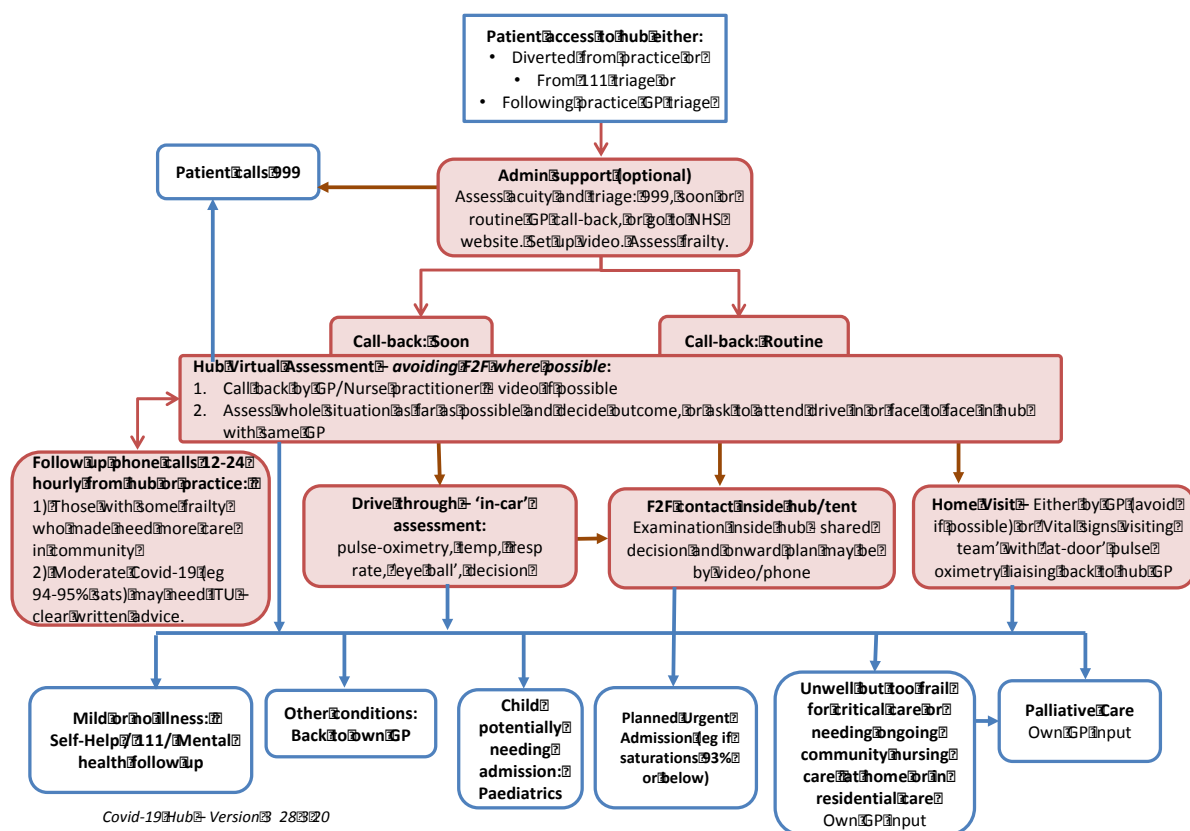 Patient access to hub either:
• Diverted from practice or
• From 111 triage or
• Following practice GP triage
Patient calls 999
Admin support (optional)
Assess acuity and triage: 999, soon or
routine GP call-back, or go to NHS
website. Set up video. Assess frailty.
Call-back: Soon
Call-back: Routine
Hub Virtual Assessment – avoiding F2F where possible:
1. Call back by GP/Nurse practitioner video if possible
2. Assess whole situation as far as possible and decide outcome, or ask to attend drive in or face to face in hub
with same GP
Follow up phone calls 12-24
hourly from hub or practice:
1) Those with some frailty
who made need more care
in community
2) Moderate Covid-19 (eg
94-95% sats) may need ITU –
clear written advice.
Drive through – ‘in-car’
assessment:
pulse-oximetry, temp, resp
rate, ‘eye ball’, decision
F2F contact inside hub/tent
Examination inside hub shared
decision and onward plan may be
by video/phone
Home Visit – Either by GP (avoid
if possible) or ‘Vital signs visiting
team’ with ‘at-door’ pulse
oximetry liaising back to hub GP
Mild or no illness:
Self-Help / 111/ Mental
health follow up
Other conditions:
Back to own GP
Child
potentially
needing
admission:
Paediatrics
Planned Urgent
Admission (eg if
saturations 93%
or below)
Unwell but too frail
for critical care or
needing ongoing
community nursing
care at home or in
residential care
Own GP input
Palliative Care
Own GP input
Covid-19 Hub – Version 3 28 3 20